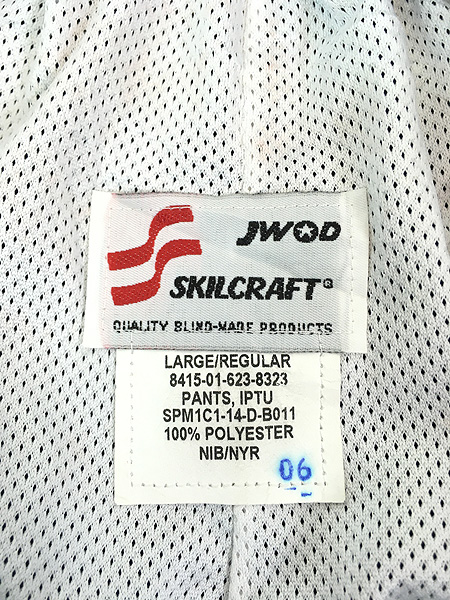 JWOD
SKILCRAFT®
QUALITY BLIND-MADE PRODUCTS
LARGE/REGULAR
8415-01-623-8323
PANTS, IPTU
SPM1C1-14-D-B011
100% POLYESTER
NIB/NYR
06